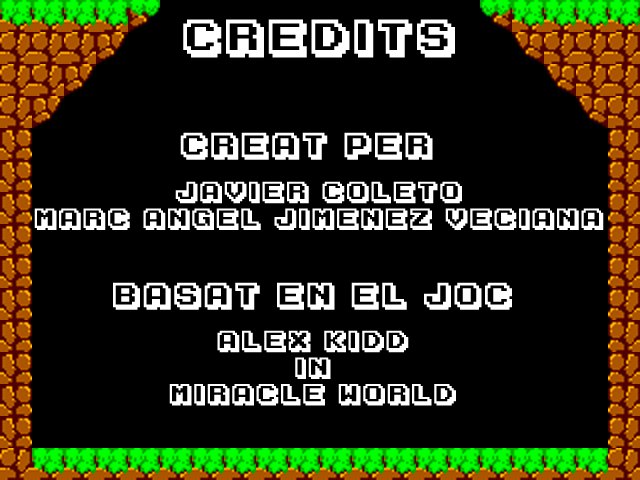 CREDITS
CREAT PER
JAVIER COLETO
MARC ANGEL JIMENEZ VECIANA
BASAT EN EL JOC
ALEX KIDD
IN
MIRACLE WORLD